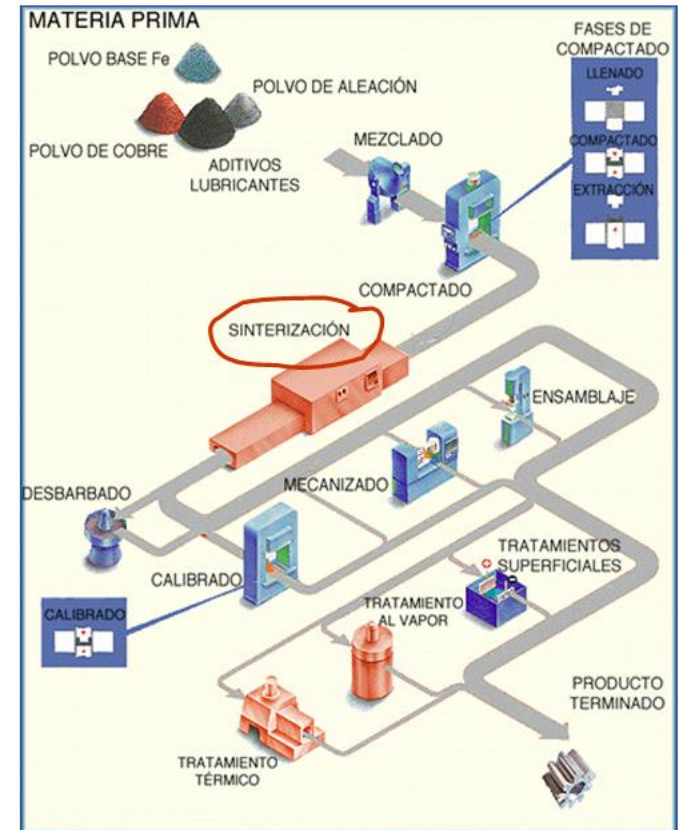 MATERIA PRIMA
POLVO BASE Fe
POLVO DE ALEACIÓN
POLVO DE COBRE
ADITIVOS
LUBRICANTES
MEZCLADO
FASES DE
COMPACTADO
LLENADO
COMPACTADO
EXTRACCIÓN
COMPACTADO
SINTERIZACIÓN
ENSAMBLAJE
MECANIZADO
DESBARBADO
CALIBRADO
CALIBRADO
TRATAMIENTOS
SUPERFICIALES
TRATAMIENTO
AL VAPOR
TRATAMIENTO
TÉRMICO
PRODUCTO
TERMINADO